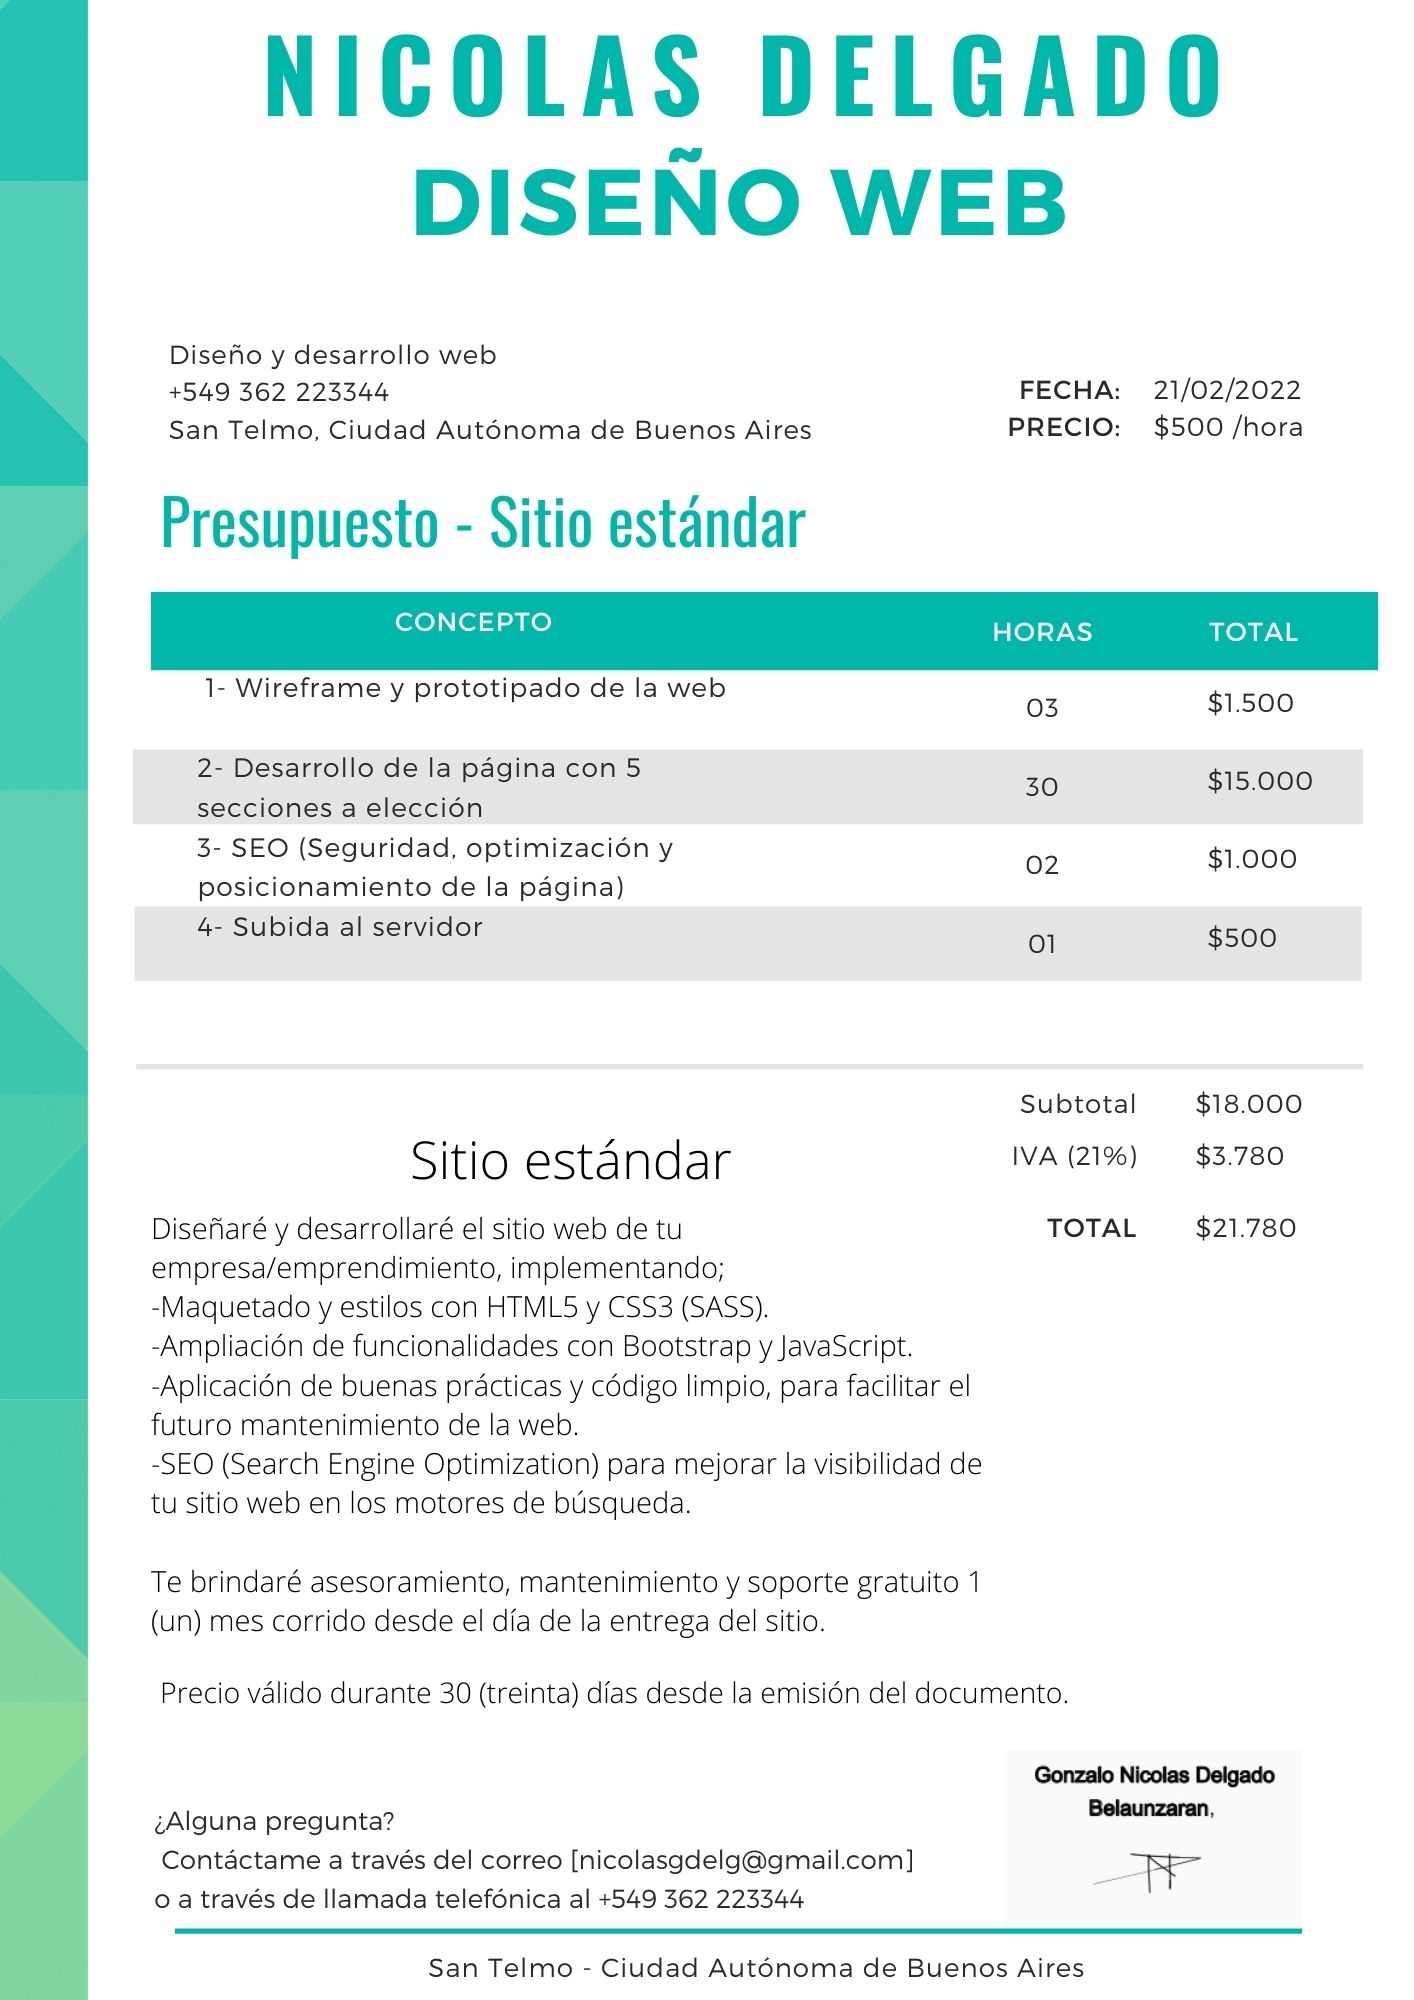 NICOLAS DELGADO
DISEÑO WEB
Diseño y desarrollo web
+549 362 223344
San Telmo, Ciudad Autónoma de Buenos Aires
FECHA: 21/02/2022
PRECIO: $500 /hora
Presupuesto - Sitio estándar
CONCEPTO HORAS TOTAL
1- Wireframe y prototipado de la web 03 $1.500
2- Desarrollo de la página con 5
secciones a elección 30 $15.000
3- SEO (Seguridad, optimización y
posicionamiento de la página) 02 $1.000
4- Subida al servidor 01 $500
Subtotal $18.000
IVA (21%) $3.780
TOTAL $21.780
Sitio estándar
Diseñaré y desarrollaré el sitio web de tu
empresa/emprendimiento, implementando;
-Maquetado y estilos con HTML5 y CSS3 (SASS).
-Ampliación de funcionalidades con Bootstrap y JavaScript.
-Aplicación de buenas prácticas y código limpio, para facilitar el
futuro mantenimiento de la web.
-SEO (Search Engine Optimization) para mejorar la visibilidad de
tu sitio web en los motores de búsqueda.
Te brindaré asesoramiento, mantenimiento y soporte gratuito 1
(un) mes corrido desde el día de la entrega del sitio.
Precio válido durante 30 (treinta) días desde la emisión del documento.
Gonzalo Nicolas Delgado
Belaunzaran,
¿Alguna pregunta?
Contáctame a través del correo [nicolasgdelg@gmail.com]
o a través de llamada telefónica al +549 362 223344
San Telmo - Ciudad Autónoma de Buenos Aires